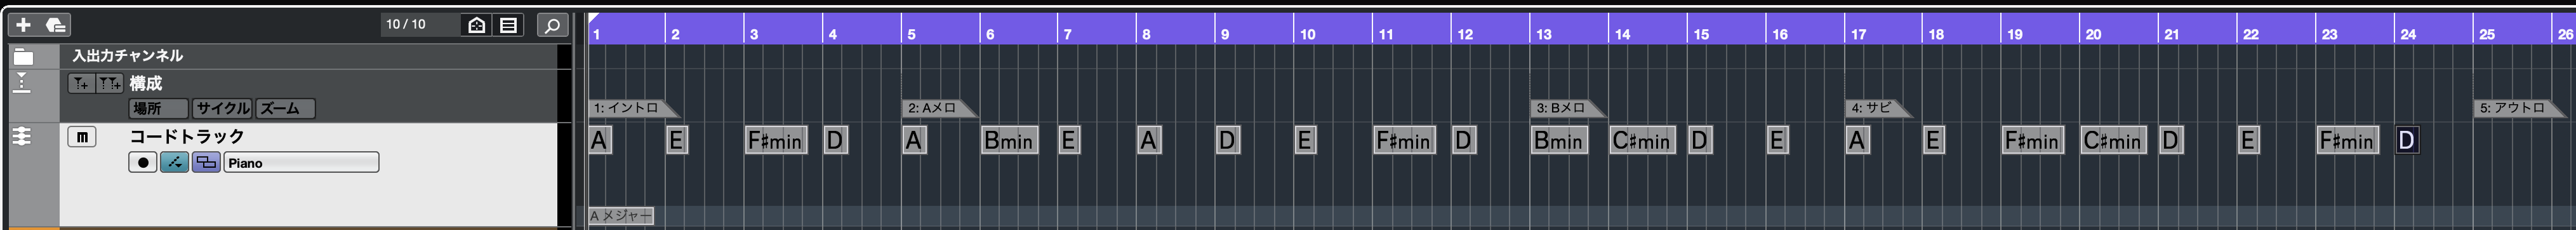 10 / 10
1 2 3 4 5 6 7 8 9 10 11 12 13 14 15 16 17 18 19 20 21 22 23 24 25 26
入出力チャンネル
構成
場所 サイクル ズーム
1: イントロ 2: Aメロ 3: Bメロ 4: サビ 5: アウトロ
m コードトラック
A E F♯min D A Bmin E A D E F♯min D Bmin C♯min D E A E F♯min C♯min D E F♯min D
Piano
A メジャー